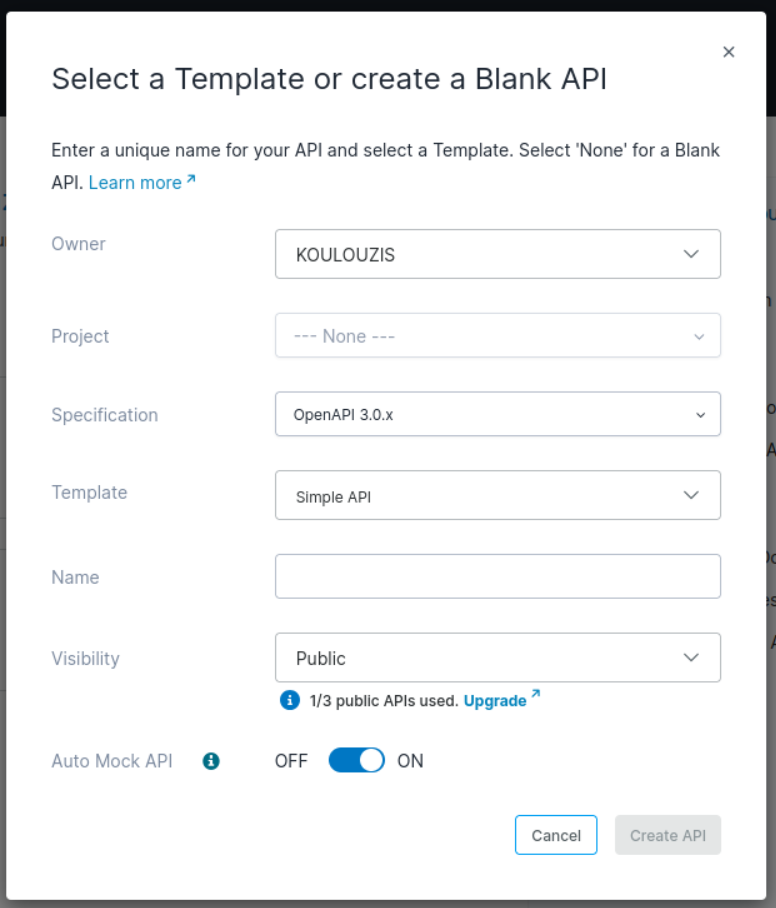 Select a Template or create a Blank API
Enter a unique name for your API and select a Template. Select 'None' for a Blank
API. Learn more
Owner
KOULOUZIS
Project
--- None ---
Specification
OpenAPI 3.0.x
Template
Simple API
Name
Visibility
Public
1/3 public APIs used. Upgrade
Auto Mock API
OFF ON
Cancel Create API